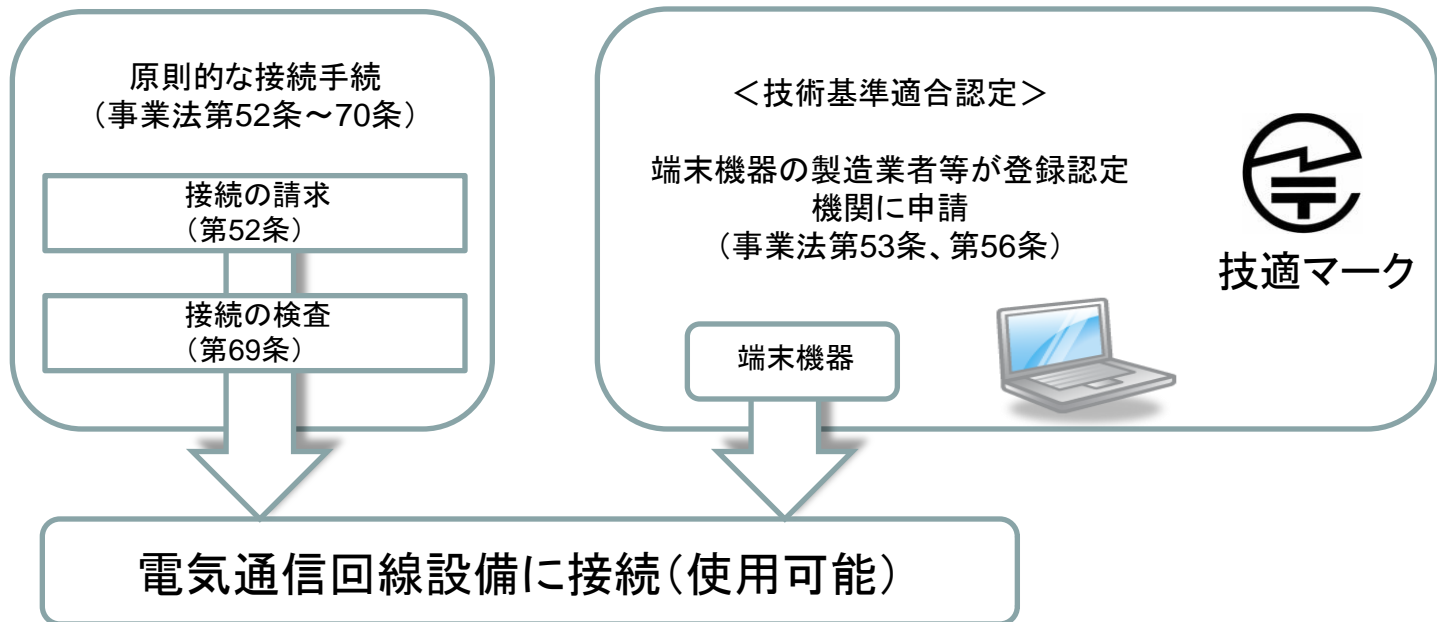 原則的な接続手続
（事業法第52条～70条）
接続の請求
（第52条）
接続の検査
（第69条）
＜技術基準適合認定＞
端末機器の製造業者等が登録認定
機関に申請
（事業法第53条、第56条）
技適マーク
端末機器
電気通信回線設備に接続（使用可能）